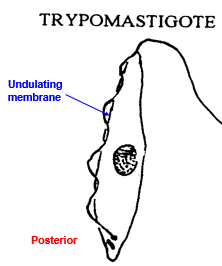 TRYPOMASTIGOTE
Undulating
membrane
Posterior